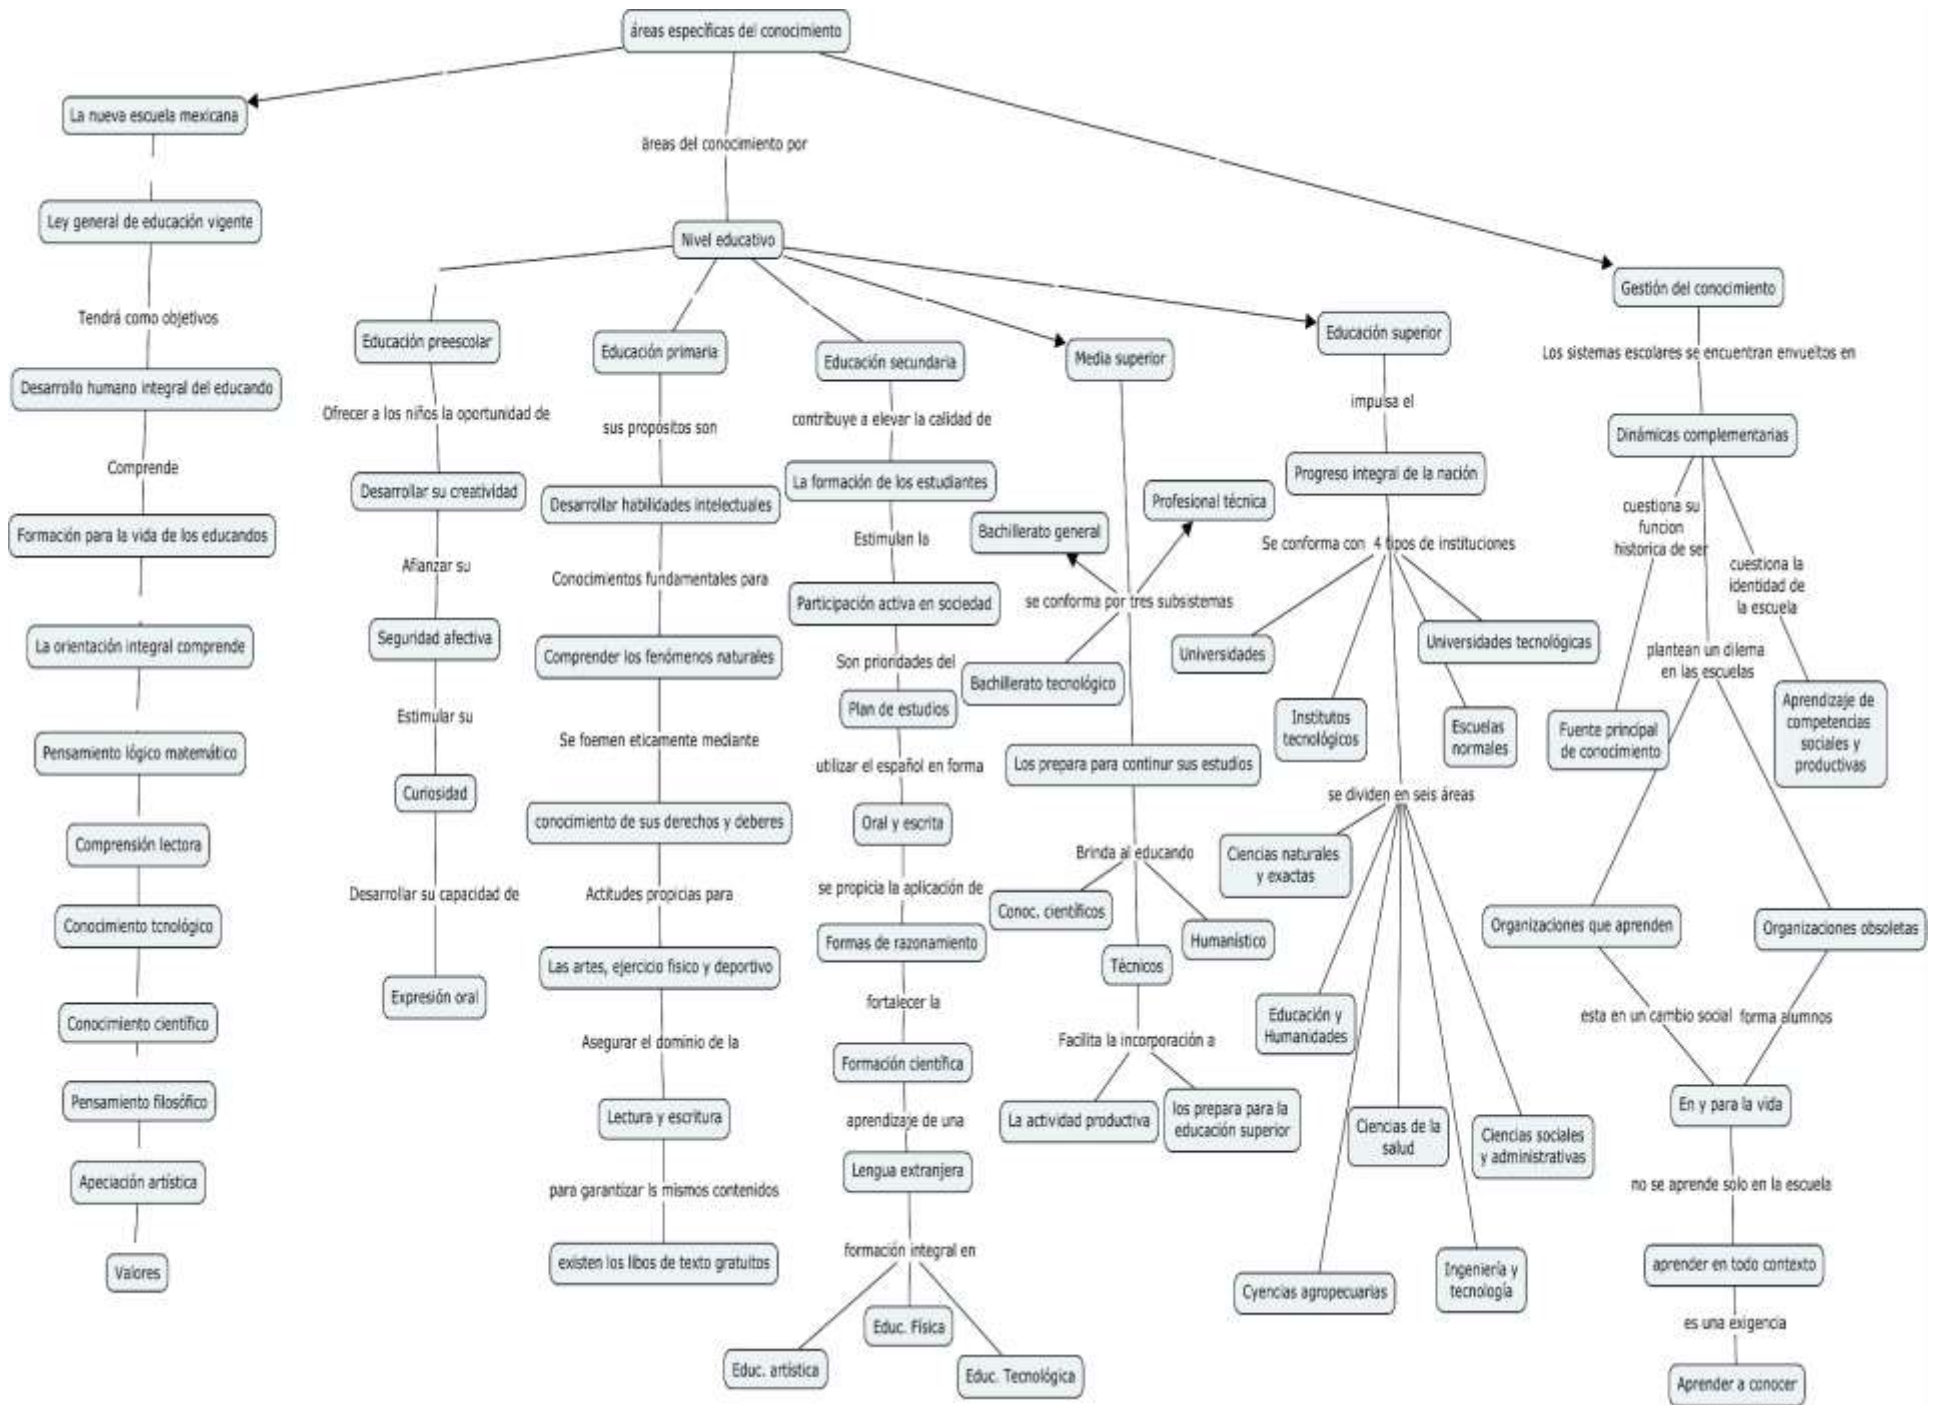 áreas específicas del conocimiento
La nueva escuela mexicana
Ley general de educación vigente
Tendrá como objetivos
Desarrollo humano integral del educando
Comprende
Formación para la vida de los educandos
La orientación integral comprende
Pensamiento lógico matemático
Comprensión lectora
Conocimiento tcnológico
Conocimiento científico
Pensamiento filosófico
Apeciación artística
Valores
áreas del conocimiento por
Nivel educativo
Educación preescolar
Ofrecer a los niños la oportunidad de
Desarrollar su creatividad
Afianzar su
Seguridad afectiva
Estimular su
Curiosidad
Desarrollar su capacidad de
Expresión oral
Educación primaria
sus propósitos son
Desarrollar habilidades intelectuales
Conocimientos fundamentales para
Comprender los fenómenos naturales
Se foemen eticamente mediante
conocimiento de sus derechos y deberes
Actitudes propicias para
Las artes, ejercicio fisico y deportivo
Asegurar el dominio de la
Lectura y escritura
para garantizar ls mismos contenidos
existen los libos de texto gratuitos
Educación secundaria
contribuye a elevar la calidad de
La formación de los estudiantes
Estimulan la
Participación activa en sociedad
Son prioridades del
Plan de estudios
utilizar el español en forma
Oral y escrita
se propicia la aplicación de
Formas de razonamiento
fortalecer la
Formación científica
aprendizaje de una
Lengua extranjera
formación integral en
Educ. artística
Educ. Física
Educ. Tecnológica
Media superior
Profesional técnica
Bachillerato general
se conforma por tres subsistemas
Bachillerato tecnológico
Los prepara para continur sus estudios
Brinda al educando
Conoc. científicos
Humanístico
Técnicos
Facilita la incorporación a
La actividad productiva
los prepara para la
educación superior
Educación superior
impulsa el
Progreso integral de la nación
Se conforma con 4 tipos de instituciones
Universidades
Universidades tecnológicas
Institutos
tecnológicos
Escuelas
normales
se dividen en seis áreas
Ciencias naturales
y exactas
Educación y
Humanidades
Ciencias de la
salud
Ciencias sociales
y administrativas
Cyencias agropecuarias
Ingeniería y
tecnología
Gestión del conocimiento
Los sistemas escolares se encuentran envueltos en
Dinámicas complementarias
cuestiona su
funcion
historica de ser
cuestiona la
identidad de
la escuela
plantean un dilema
en las escuelas
Fuente principal
de conocimiento
Aprendizaje de
competencias
sociales y
productivas
Organizaciones que aprenden
Organizaciones obsoletas
esta en un cambio social
forma alumnos
En y para la vida
no se aprende solo en la escuela
aprender en todo contexto
es una exigencia
Aprender a conocer